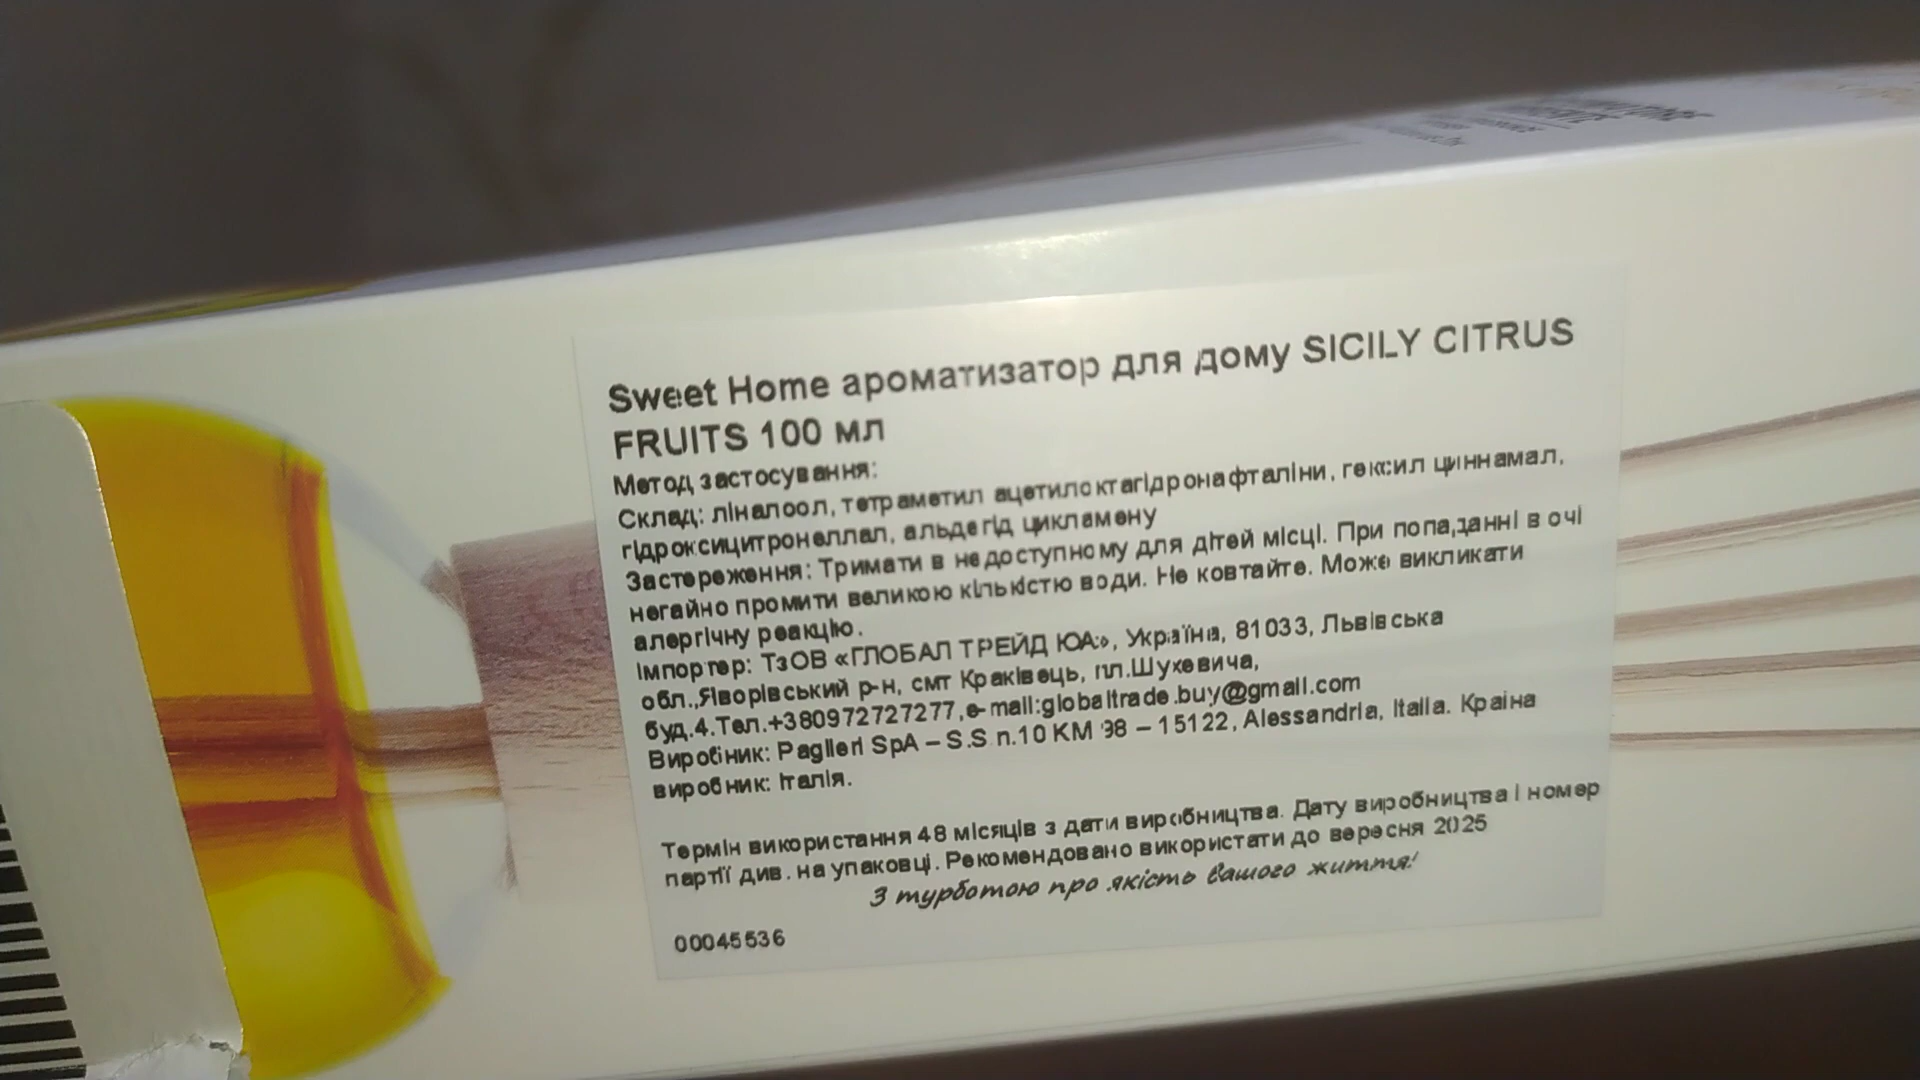 Sweet Home ароматизатор для дому SICILY CITRUS
FRUITS 100 мл
Метод застосування:
Склад: ліналоол, тетраметил ацетилоктагідронафталіни, гексил циннамал,
гідроксицитронеллал, альдегід цикламену
Застереження: Тримати в недоступному для дітей місці. При попаданні в очі
негайно промити великою кількістю води. Не ковтайте. Може викликати
алергічну реакцію.
Імпортер: ТзОВ «ГЛОБАЛ ТРЕЙД ЮА», Україна, 81033, Львівська
обл.,Яворівський р-н, смт Краківець, пл.Шухевича,
буд.4.Тел.+380972727277,e-mail:globaltrade.buy@gmail.com
Виробник: Paglieri SpA – S.S n.10 KM 98 – 15122, Alessandria, Italia. Країна
виробник: Італія.
Термін використання 48 місяців з дати виробництва. Дату виробництва і номер
партії див. на упаковці. Рекомендовано використати до вересня 2025
З турботою про якість вашого життя!
00045536